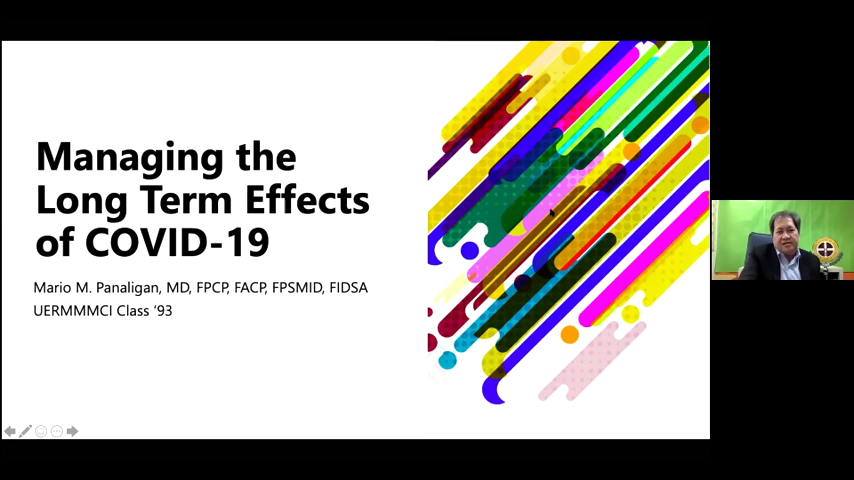 Managing the
Long Term Effects
of COVID-19
Mario M. Panaligan, MD, FPCP, FACP, FPSMID, FIDSA
UERMMMCI Class ‘93